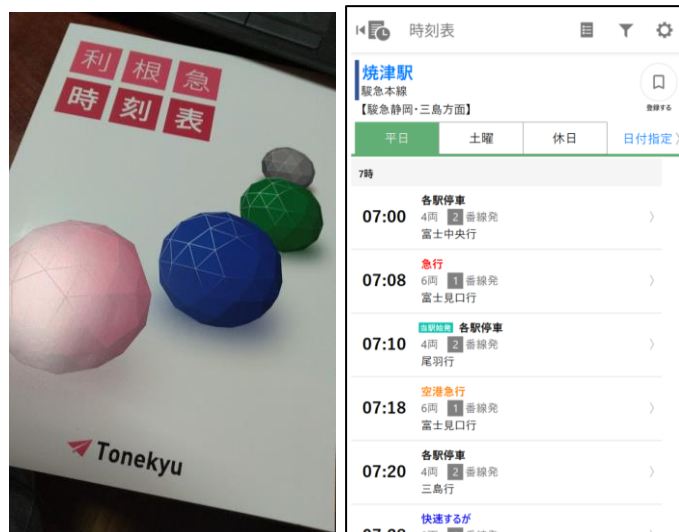 利根急
時刻表
Tonekyu
時刻表
焼津駅
駿急本線
【駿急静岡・三島方面】
登録する
平日 土曜 休日 日付指定
7時
各駅停車
07:00 4両 2 番線発
富士中央行
急行
07:08 6両 1 番線発
富士見口行
当駅始発 各駅停車
07:10 4両 2 番線発
尾羽行
空港急行
07:18 6両 1 番線発
富士見口行
各駅停車
07:20 4両 2 番線発
三島行
快速するが